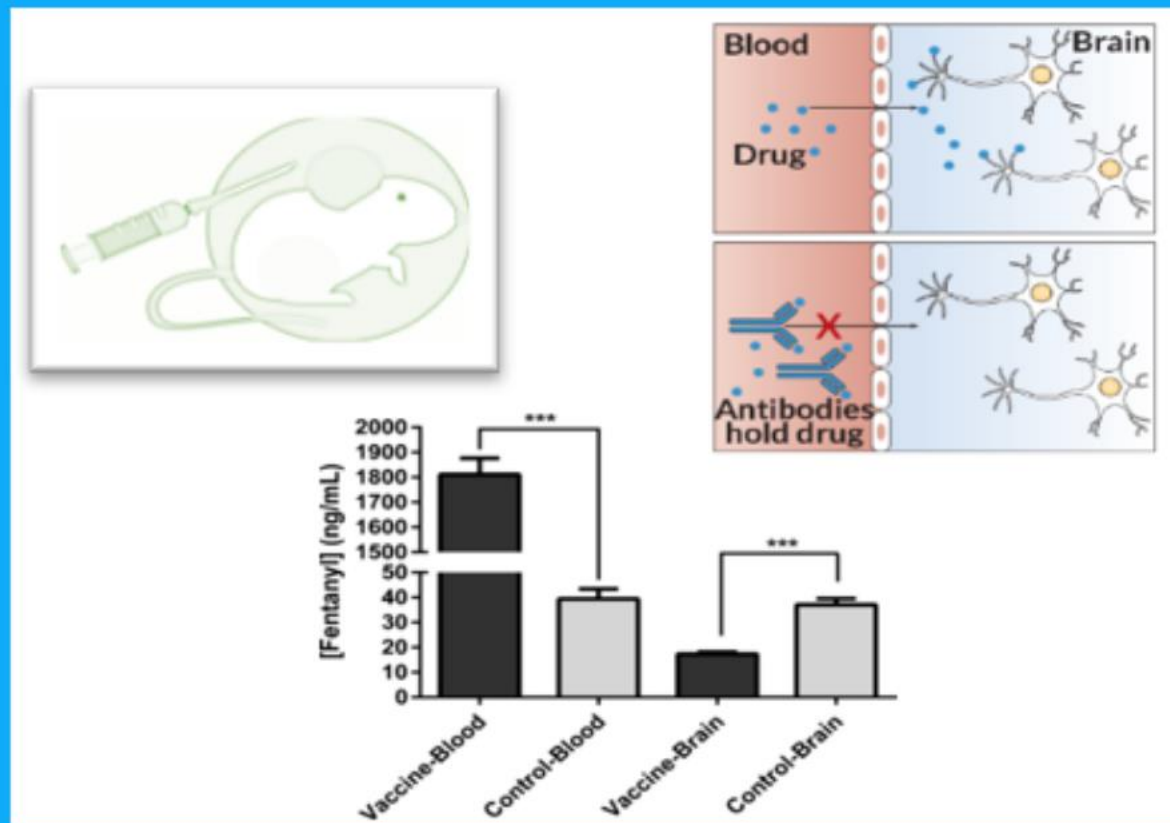 Blood
Brain
Drug
Antibodies
hold drug
X
[Fentanyl] (ng/mL)
2000
1900
1800
1700
1600
1500
50
40
30
20
10
0
***
***
Vaccine-Blood
Control-Blood
Vaccine-Brain
Control-Brain